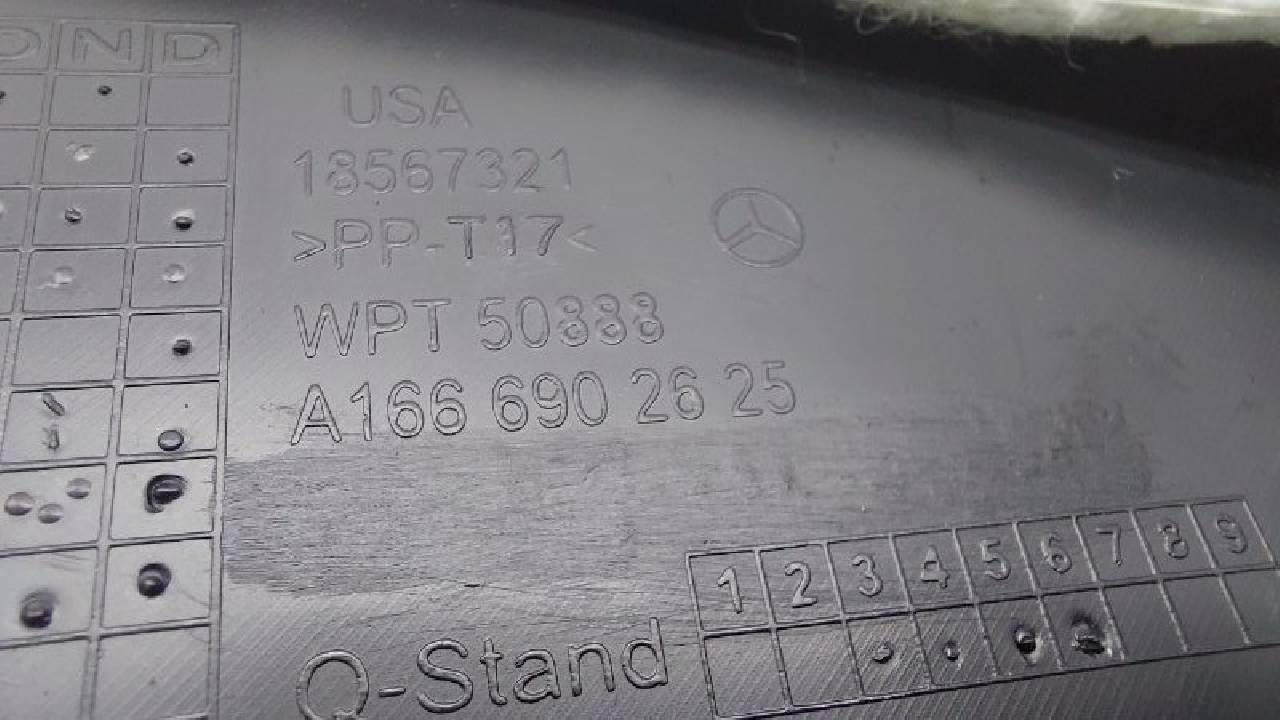 O N D
USA
18567321
>PP-T17<
WPT 50888
A166 690 26 25
1 2 3 4 5 6 7 8 9
Q-Stand